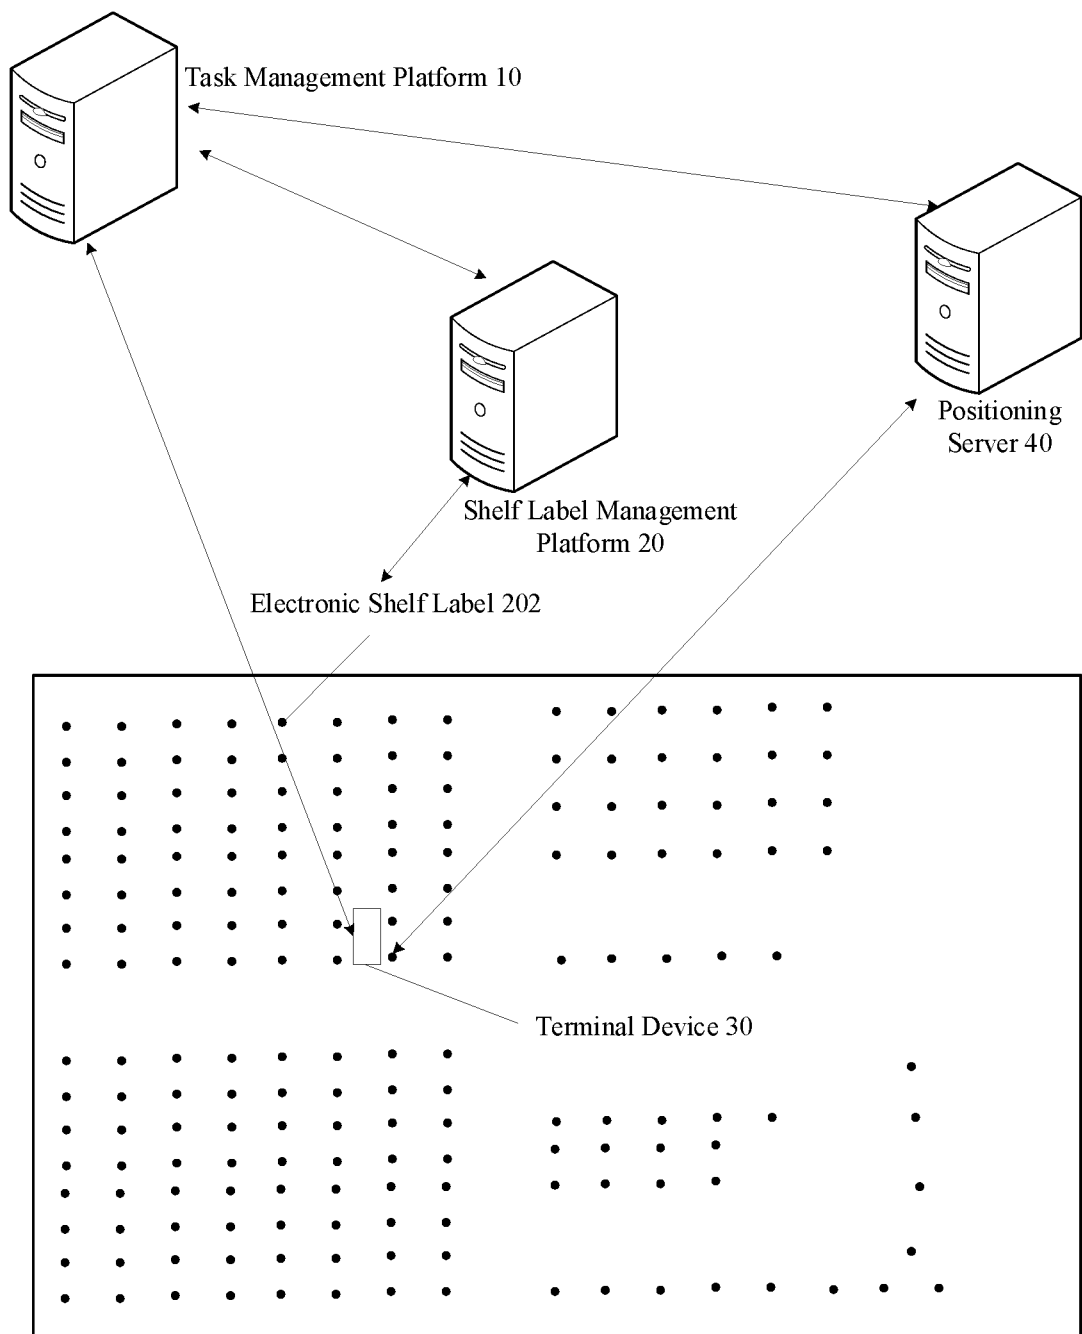 Task Management Platform 10
Positioning
Server 40
Shelf Label Management
Platform 20
Electronic Shelf Label 202
Terminal Device 30